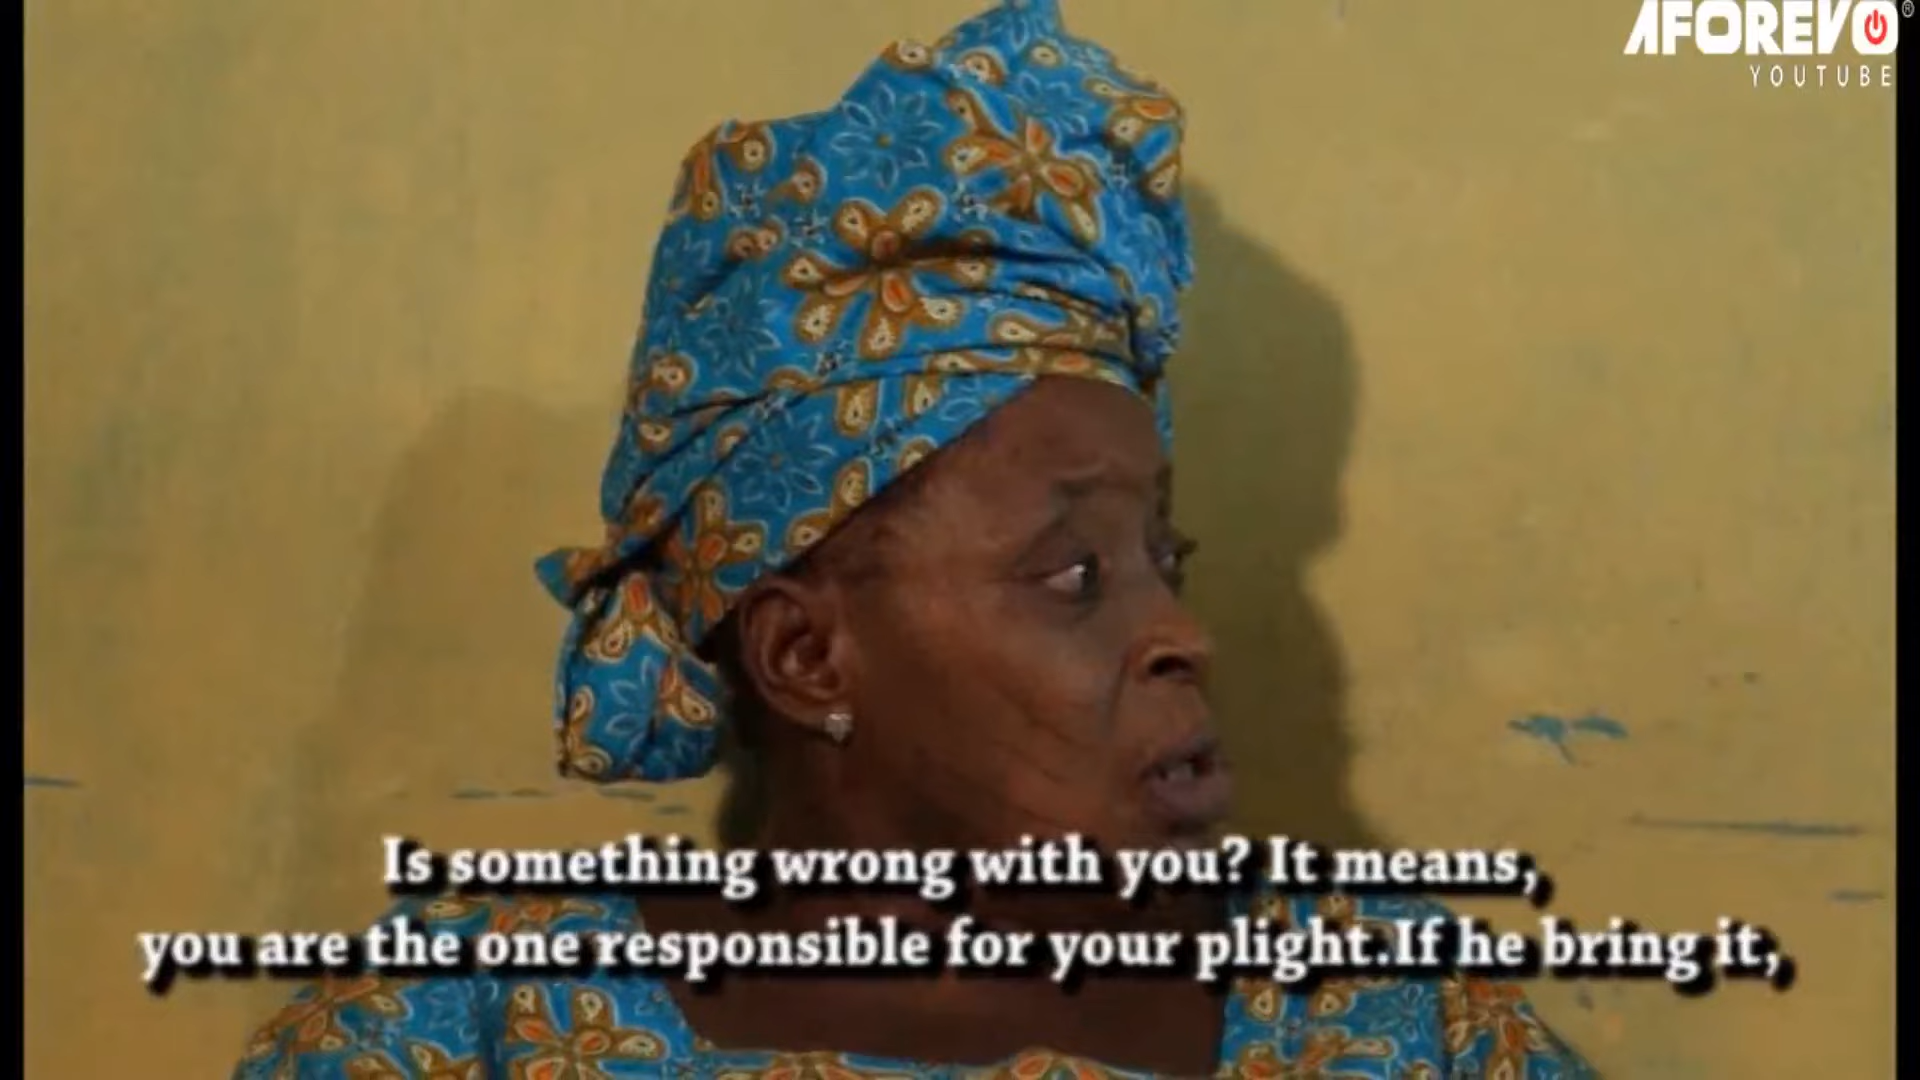 AFOREVO
YOUTUBE
Is something wrong with you? It means,
you are the one responsible for your plight.If he bring it,